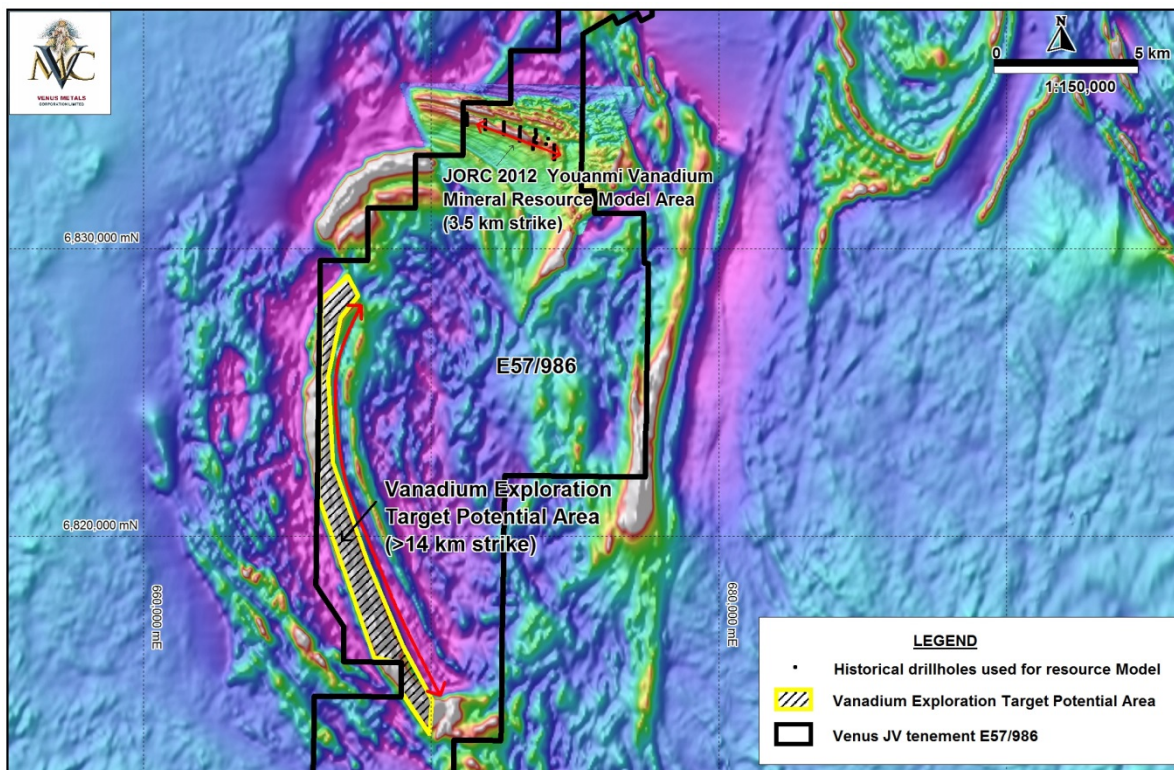 VMC
VENUS METALS
CORPORATION LIMITED
N
0
5 km
1:150,000
JORC 2012 Youanmi Vanadium
Mineral Resource Model Area
(3.5 km strike)
6,830,000 mN
E57/986
Vanadium Exploration
Target Potential Area
(>14 km strike)
6,820,000 mN
660,000 mE
680,000 mE
LEGEND
Historical drillholes used for resource Model
Vanadium Exploration Target Potential Area
Venus JV tenement E57/986